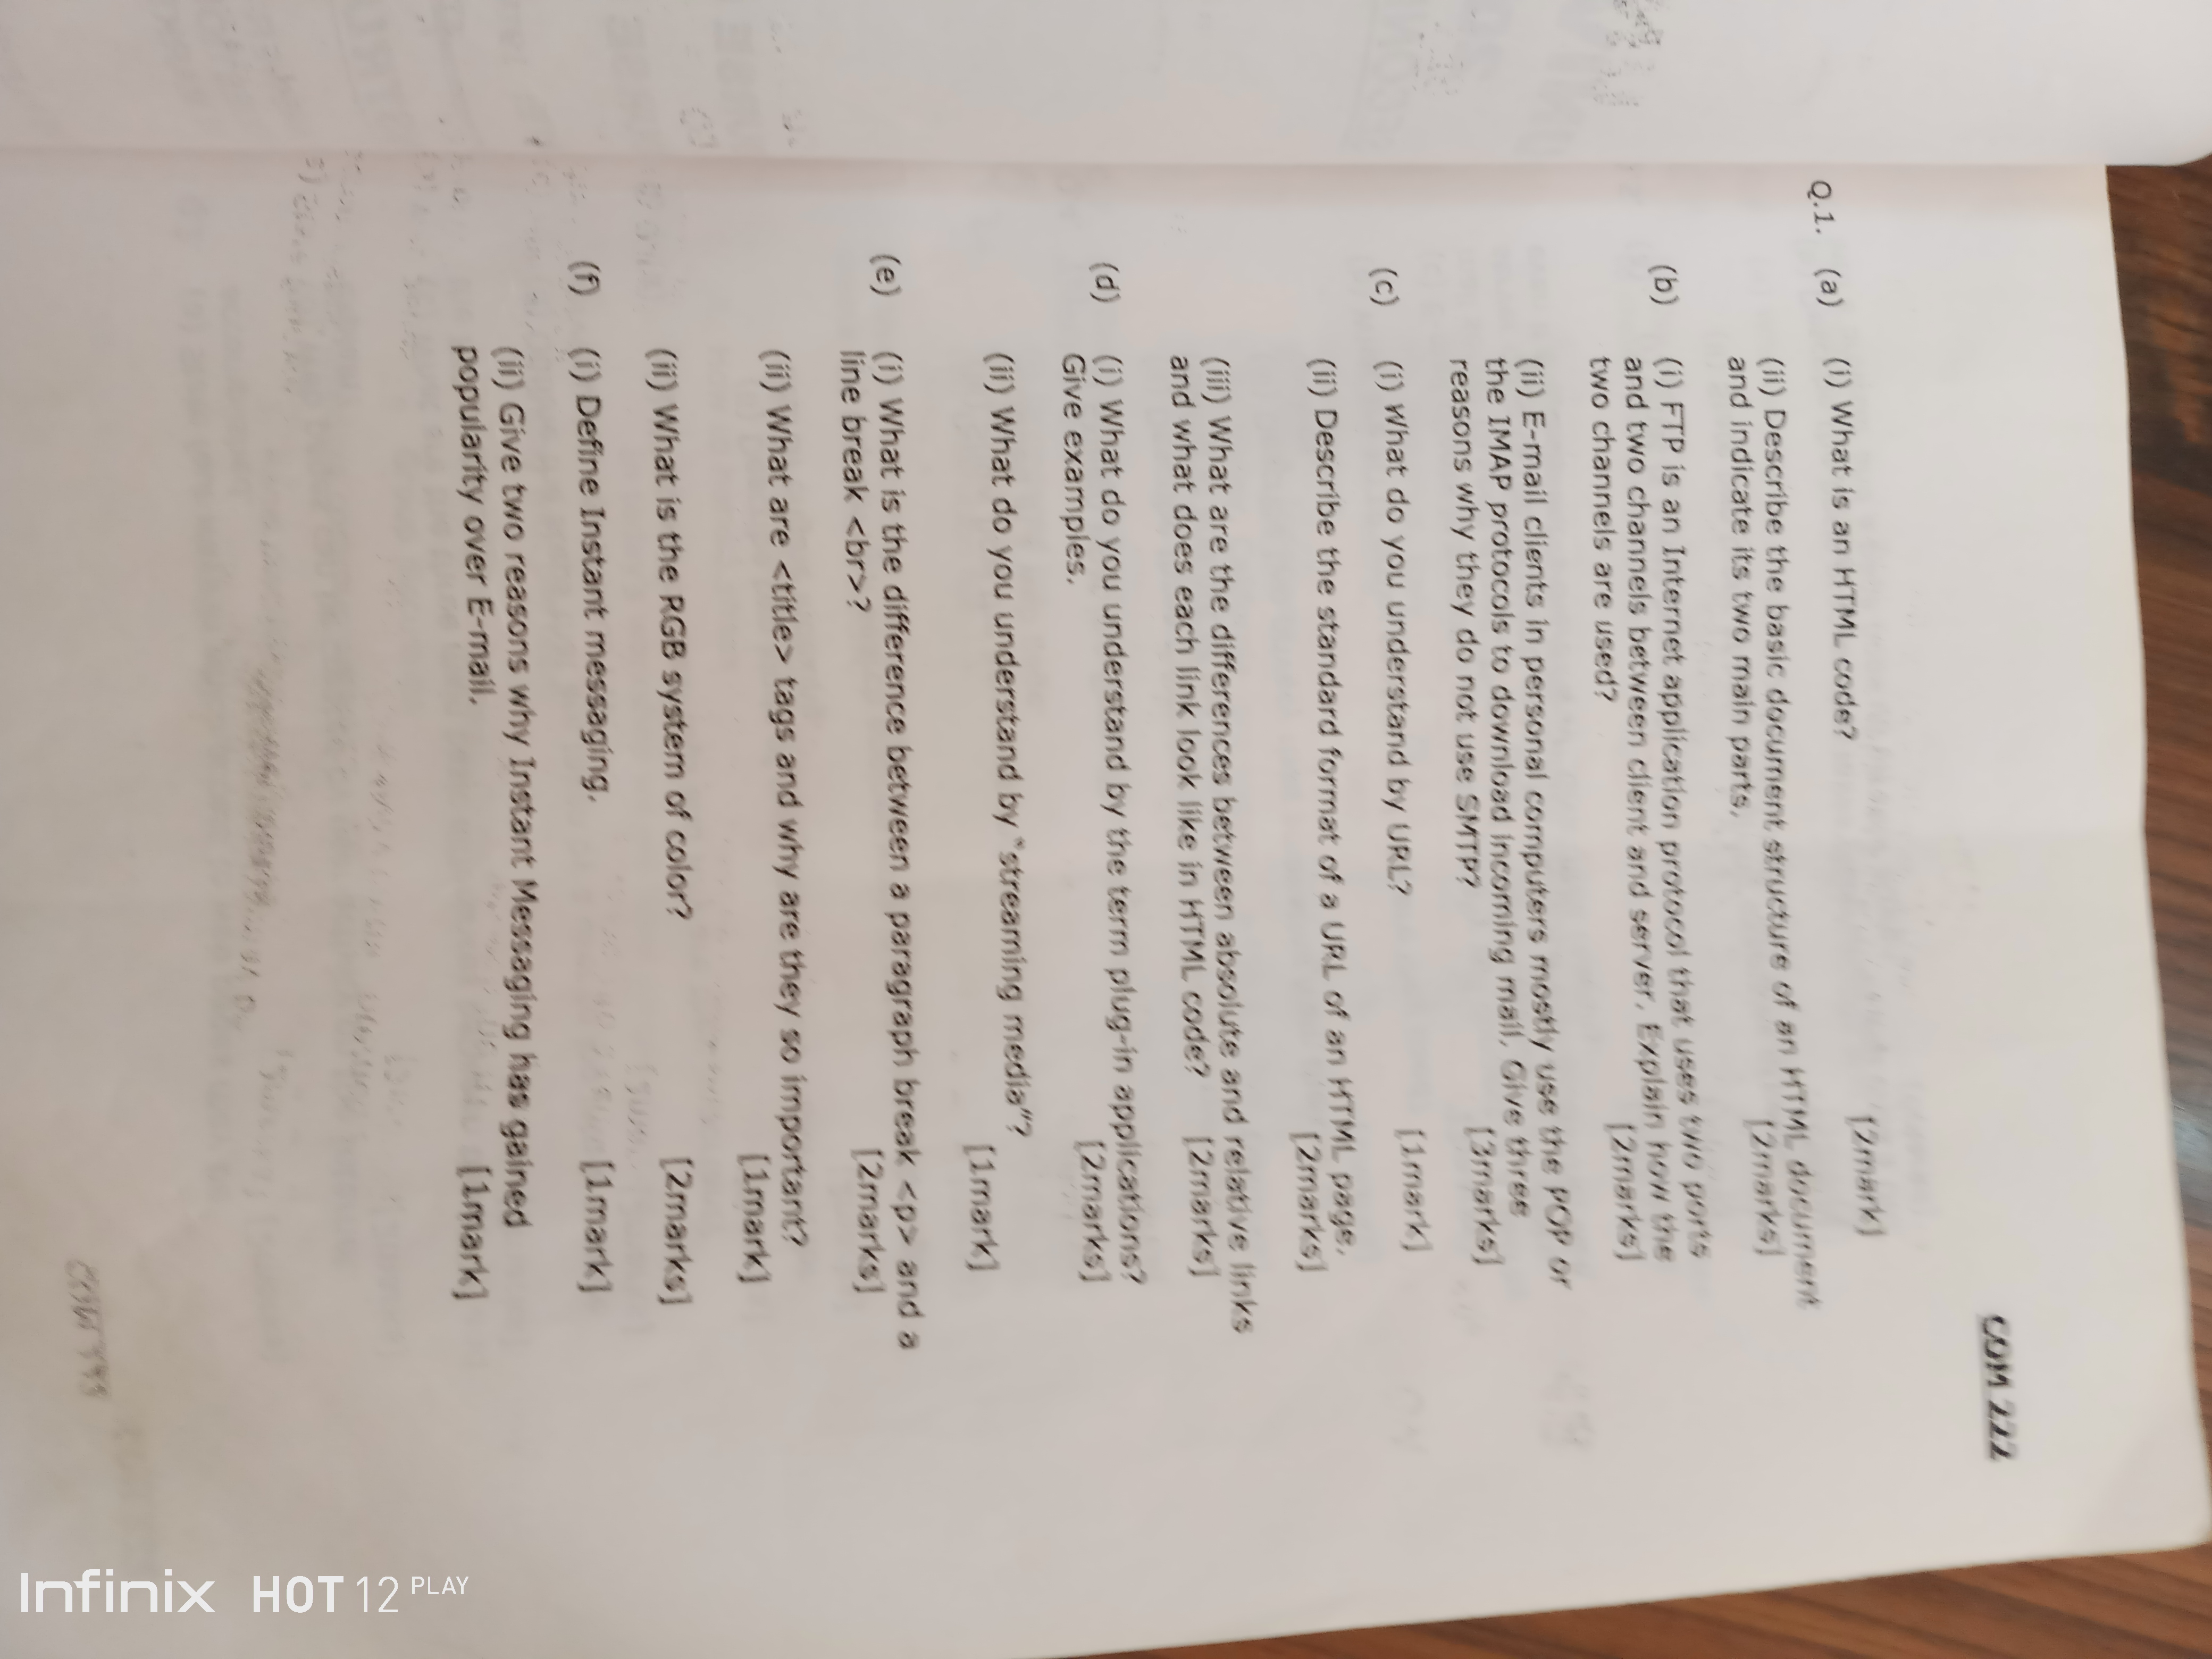 COM 222
Q.1. (a) (i) What is an HTML code? [2mark]
(ii) Describe the basic document structure of an HTML document
and indicate its two main parts. [2marks]
(b) (i) FTP is an Internet application protocol that uses two ports
and two channels between client and server. Explain how the
two channels are used? [2marks]
(ii) E-mail clients in personal computers mostly use the POP or
the IMAP protocols to download incoming mail. Give three
reasons why they do not use SMTP? [3marks]
(c) (i) What do you understand by URL? [1mark]
(ii) Describe the standard format of a URL of an HTML page. [2marks]
(iii) What are the differences between absolute and relative links
and what does each link look like in HTML code? [2marks]
(d) (i) What do you understand by the term plug-in applications?
Give examples. [2marks]
(ii) What do you understand by "streaming media"? [1mark]
(e) (i) What is the difference between a paragraph break <p> and a
line break <br>? [2marks]
(ii) What are <title> tags and why are they so important? [1mark]
(ii) What is the RGB system of color? [2marks]
(f) (i) Define Instant messaging. [1mark]
(ii) Give two reasons why Instant Messaging has gained
popularity over E-mail. [1mark]
Infinix HOT 12 PLAY